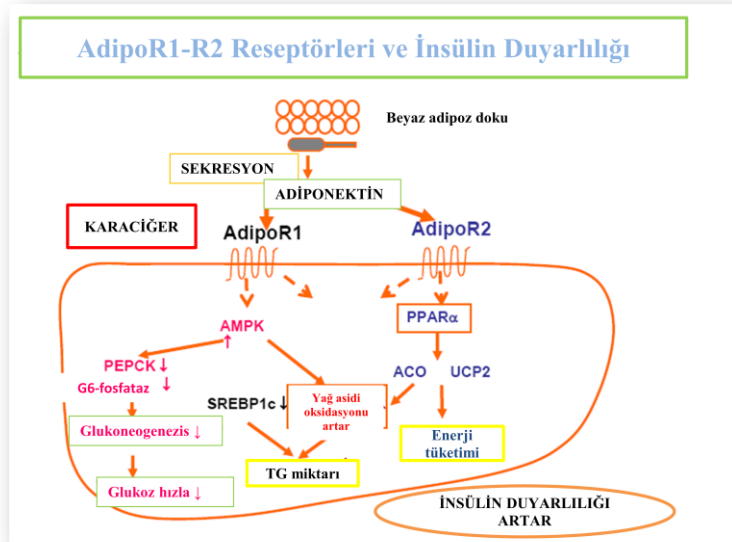 AdipoR1-R2 Reseptörleri ve İnsülin Duyarlılığı
Beyaz adipoz doku
SEKRESYON
ADİPONEKTİN
KARACİĞER
AdipoR1
AdipoR2
AMPK
↑
PPARα
PEPCK ↓
G6-fosfataz ↓
ACO
UCP2
SREBP1c ↓
Yağ asidi
oksidasyonu
artar
Glukoneogenezis ↓
Enerji
tüketimi
TG miktarı
Glukoz hızla ↓
İNSÜLİN DUYARLILIĞI
ARTAR